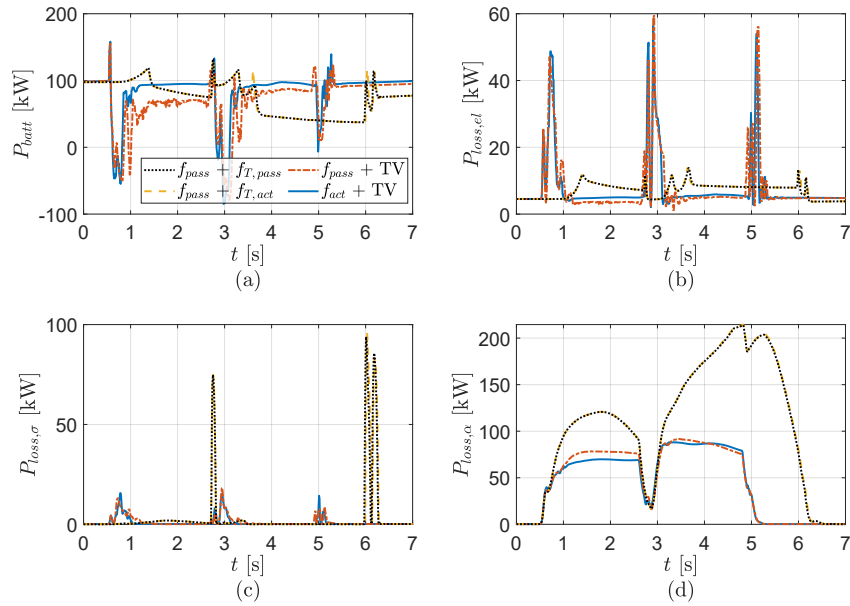 200
100
0
-100
P_batt [kW]
f_pass + f_T,pass
f_pass + TV
f_pass + f_T,act
f_act + TV
0 1 2 3 4 5 6 7
t [s]
(a)
60
40
20
0
P_loss,el [kW]
0 1 2 3 4 5 6 7
t [s]
(b)
100
50
0
P_loss,σ [kW]
0 1 2 3 4 5 6 7
t [s]
(c)
200
150
100
50
0
P_loss,α [kW]
0 1 2 3 4 5 6 7
t [s]
(d)